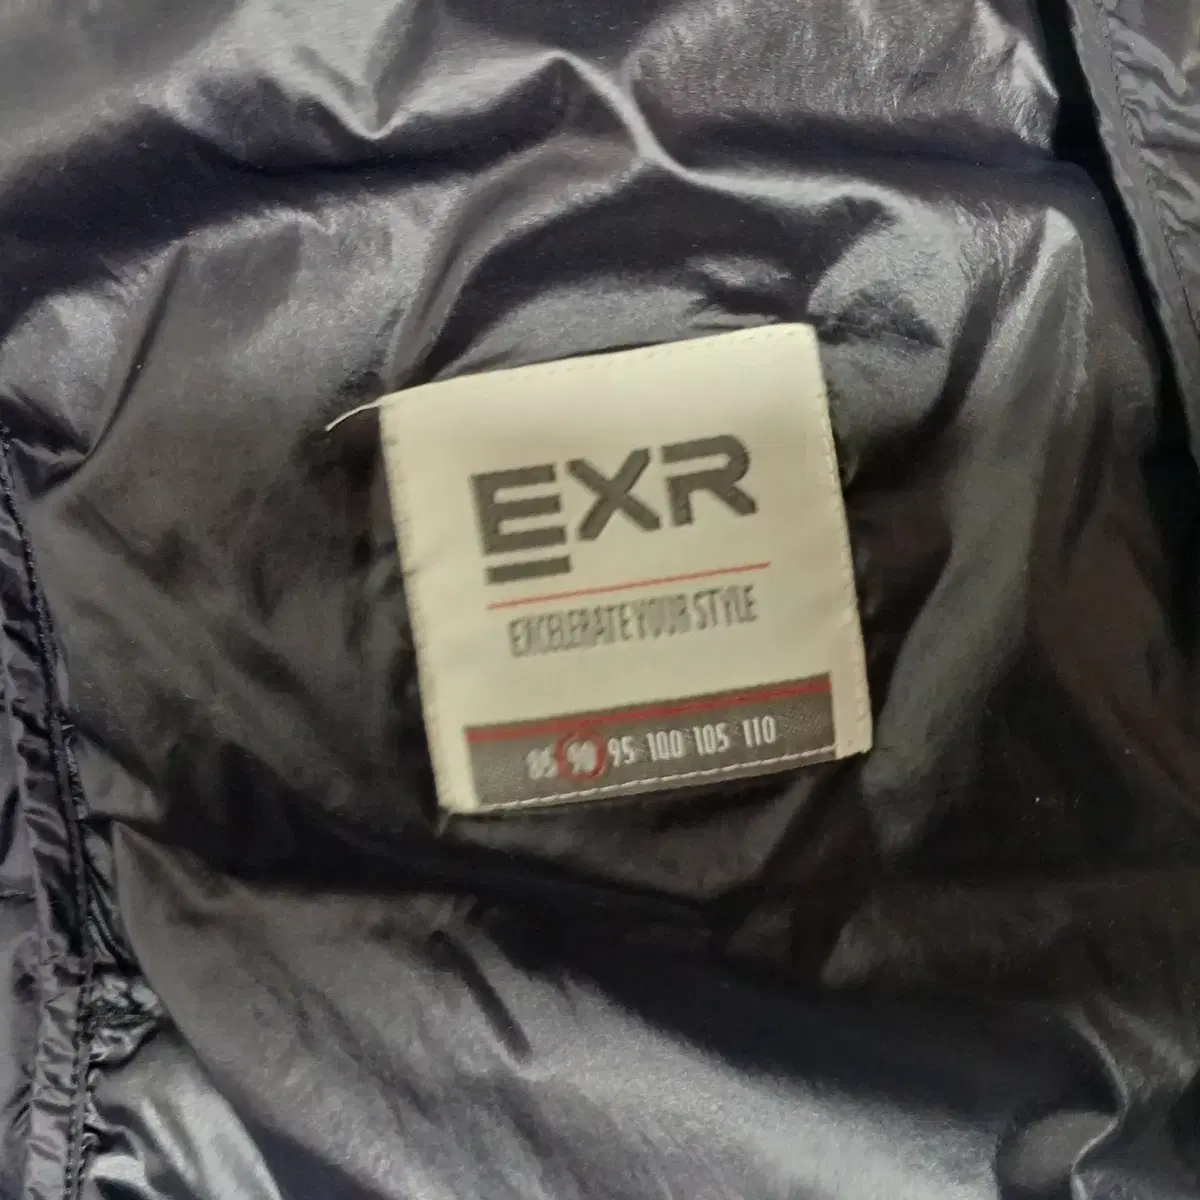 EXR
EXCELERATE YOUR STYLE
85 90 95 100 105 110